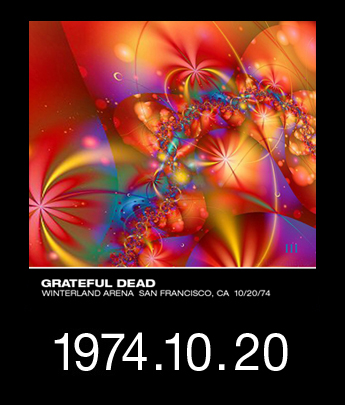 GRATEFUL DEAD
WINTERLAND ARENA SAN FRANCISCO, CA 10/20/74
1974.10.20